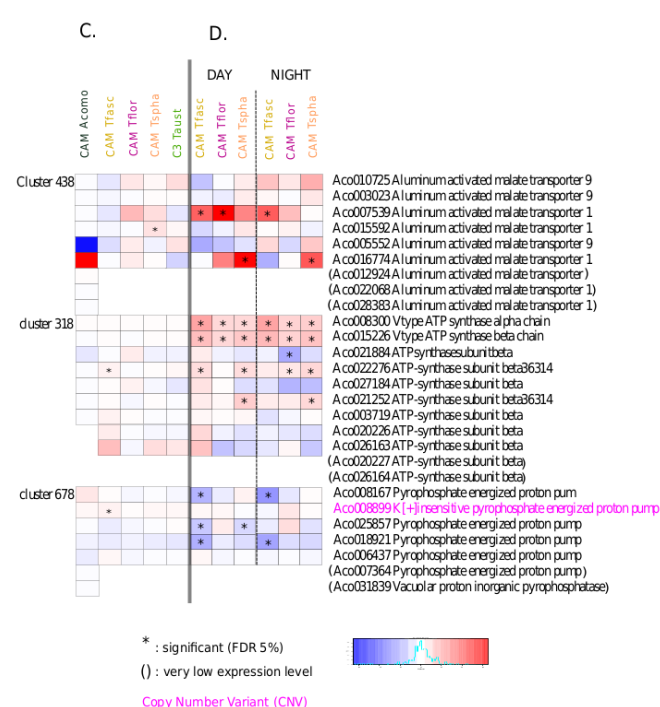 C.
D.
DAY
NIGHT
CAM Acomo
CAM Tfasc
CAM Tflor
CAM Tspha
C3 Taust
CAM Tfasc
CAM Tflor
CAM Tspha
CAM Tfasc
CAM Tflor
CAM Tspha
Cluster 438
Aco010725 Aluminum activated malate transporter 9
Aco003023 Aluminum activated malate transporter 9
Aco007539 Aluminum activated malate transporter 1
* * *
Aco015592 Aluminum activated malate transporter 1
*
Aco005552 Aluminum activated malate transporter 9
Aco016774 Aluminum activated malate transporter 1
* *
(Aco012924 Aluminum activated malate transporter)
(Aco022068 Aluminum activated malate transporter 1)
(Aco028383 Aluminum activated malate transporter 1)
cluster 318
Aco008300 Vtype ATP synthase alpha chain
* * * * * *
Aco015226 Vtype ATP synthase beta chain
* * * * * *
Aco021884 ATPsynthasesubunitbeta
*
Aco022276 ATP-synthase subunit beta36314
* * * * *
Aco027184 ATP-synthase subunit beta
Aco021252 ATP-synthase subunit beta36314
* *
Aco003719 ATP-synthase subunit beta
Aco020226 ATP-synthase subunit beta
Aco026163 ATP-synthase subunit beta
(Aco020227 ATP-synthase subunit beta)
(Aco026164 ATP-synthase subunit beta)
cluster 678
Aco008167 Pyrophosphate energized proton pum
* *
Aco008899 K[+]insensitive pyrophosphate energized proton pump
*
Aco025857 Pyrophosphate energized proton pump
* *
Aco018921 Pyrophosphate energized proton pump
* *
Aco006437 Pyrophosphate energized proton pump
(Aco007364 Pyrophosphate energized proton pump)
(Aco031839 Vacuolar proton inorganic pyrophosphatase)
* : significant (FDR 5%)
() : very low expression level
Copy Number Variant (CNV)